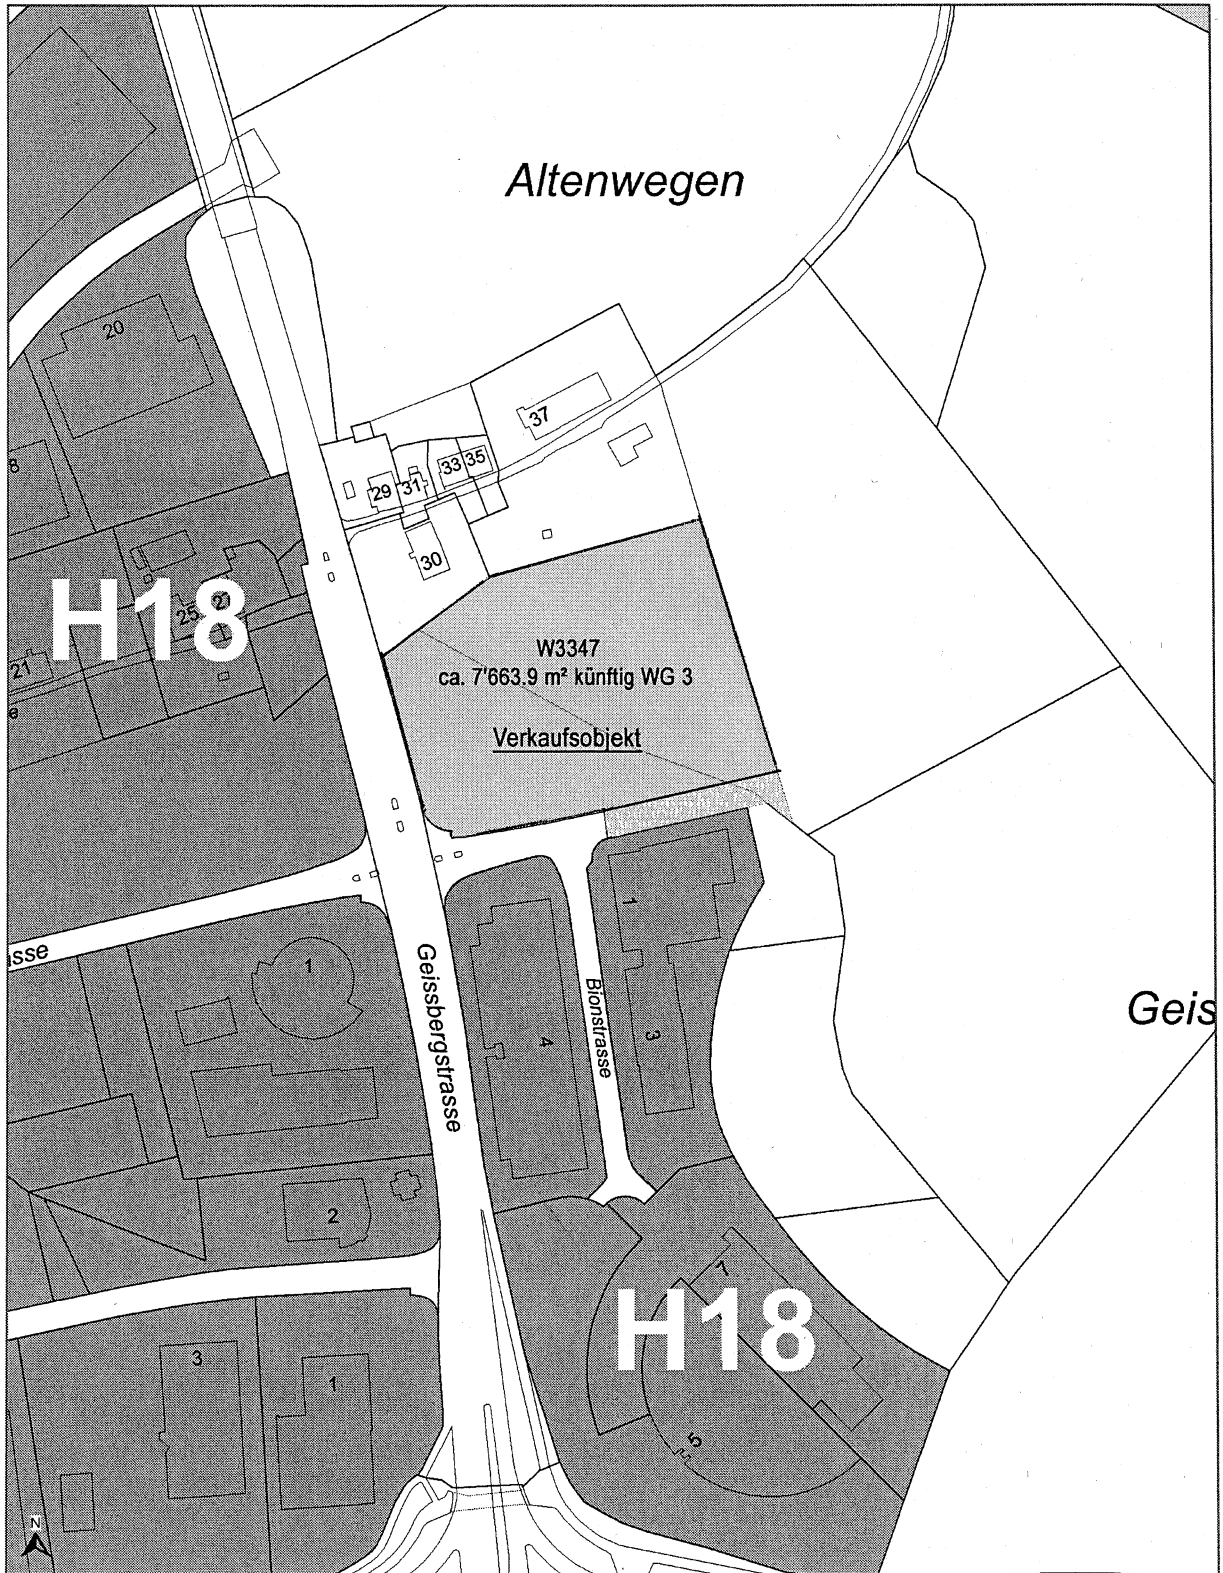 Altenwegen
20
37
8
33
35
29
31
30
H18
25
27
21
e
W3347
ca. 7'663.9 m² künftig WG 3
Verkaufsobjekt
1
asse
1
Geissbergstrasse
Bionstrasse
4
3
Geis
2
7
H18
3
1
5
N